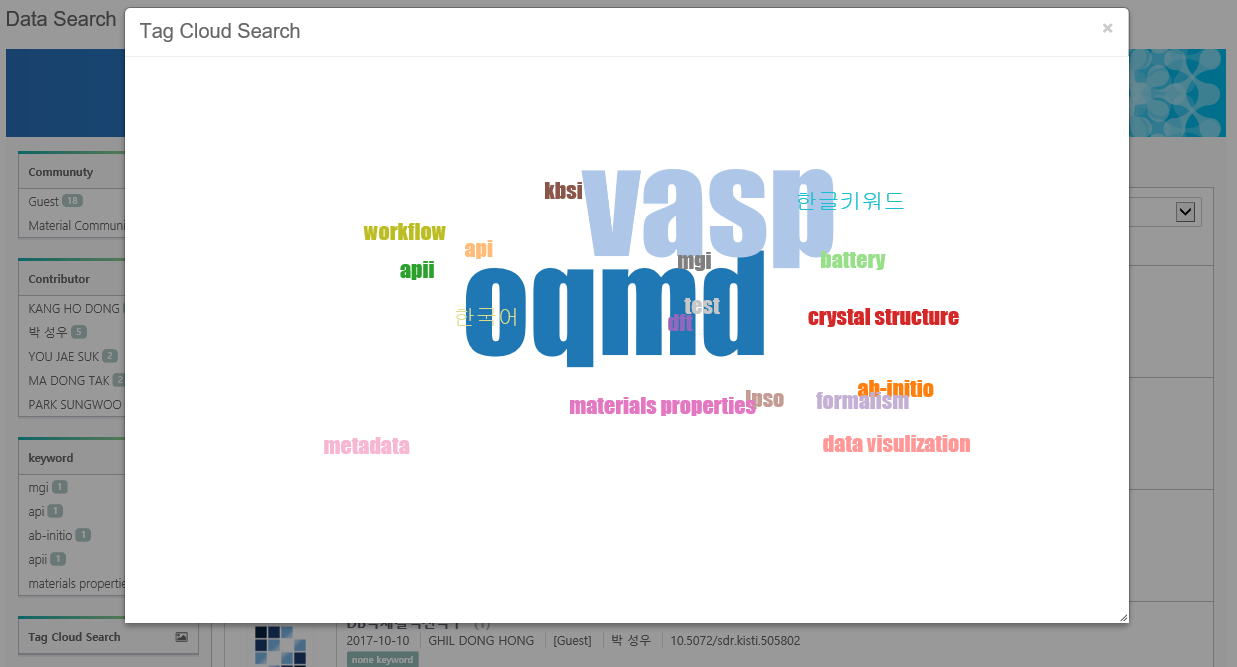 Data Search
Tag Cloud Search
×
Communuty
Guest 18
Material Communi
Contributor
KANG HO DONG
박 성우 5
YOU JAE SUK 2
MA DONG TAK 2
PARK SUNGWOO
keyword
mgi 1
api 1
ab-initio 1
apii 1
materials propertie
Tag Cloud Search
kbsi
vasp
한글키워드
workflow
api
apii
mgi
battery
oqmd
test
dft
한국어
crystal structure
ab-initio
materials properties
lpso
formalism
metadata
data visulization
2017-10-10 GHIL DONG HONG [Guest] 박 성우 10.5072/sdr.kisti.505802
none keyword